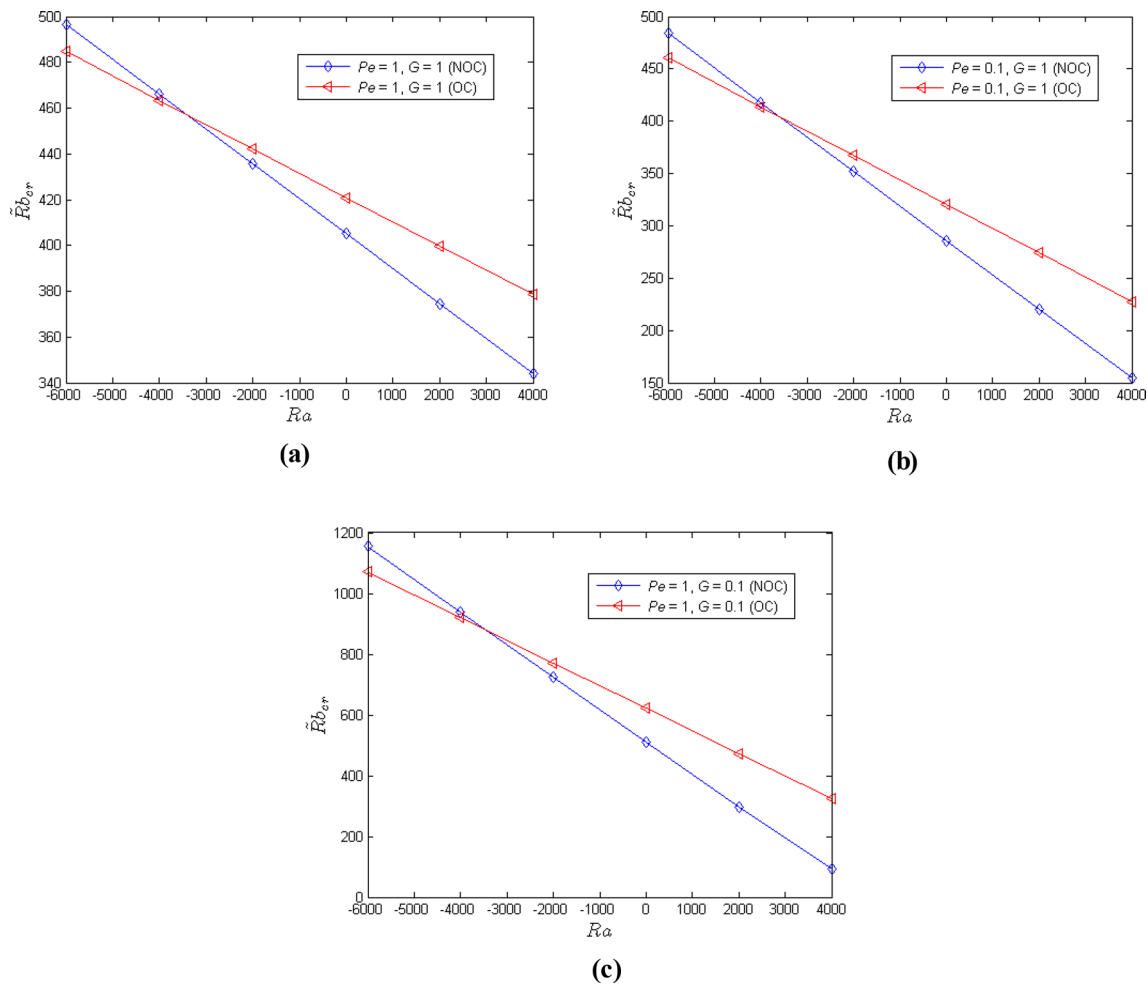 500
480
460
440
420
400
380
360
340
R̃b_cr
-6000 -5000 -4000 -3000 -2000 -1000 0 1000 2000 3000 4000
Ra
Pe = 1, G = 1 (NOC)
Pe = 1, G = 1 (OC)
(a)
500
450
400
350
300
250
200
150
R̃b_cr
-6000 -5000 -4000 -3000 -2000 -1000 0 1000 2000 3000 4000
Ra
Pe = 0.1, G = 1 (NOC)
Pe = 0.1, G = 1 (OC)
(b)
1200
1000
800
600
400
200
0
R̃b_cr
-6000 -5000 -4000 -3000 -2000 -1000 0 1000 2000 3000 4000
Ra
Pe = 1, G = 0.1 (NOC)
Pe = 1, G = 0.1 (OC)
(c)